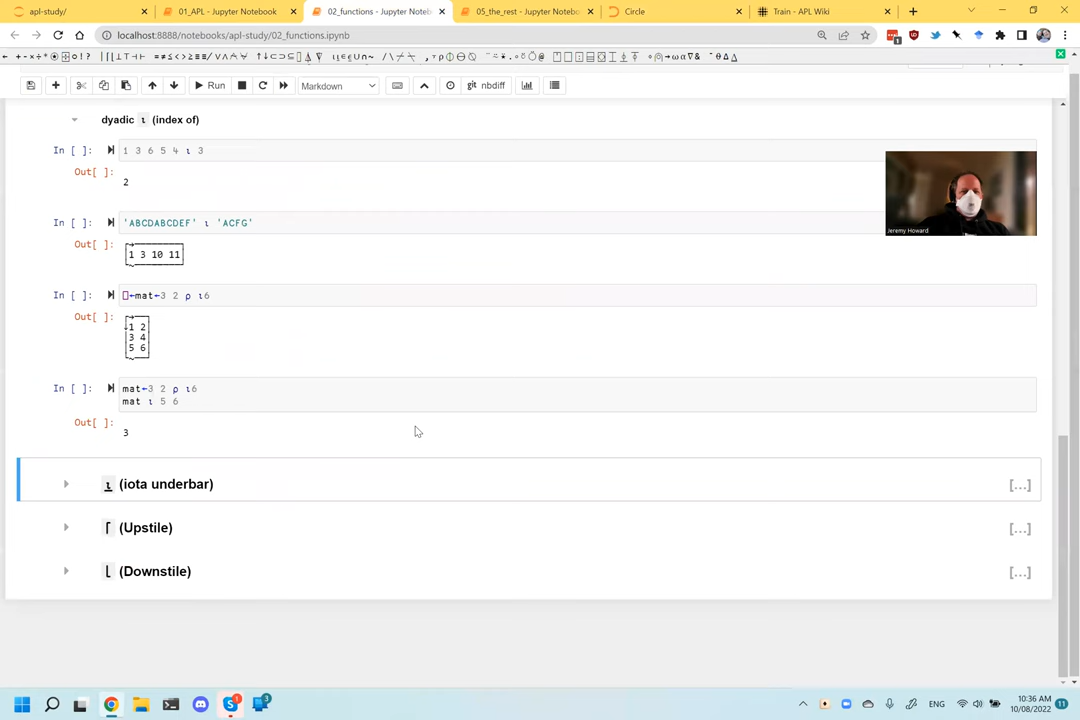 apl-study/
01_APL - Jupyter Notebook
02_functions - Jupyter Noteb
05_the_rest - Jupyter Notebo
Circle
Train - APL Wiki
localhost:8888/notebooks/apl-study/02_functions.ipynb
Run
Markdown
nbdiff
dyadic ⍳ (index of)
In [ ]: 1 3 6 5 4 ⍳ 3
Out[ ]:
2
In [ ]: 'ABCDABCDEF' ⍳ 'ACFG'
Out[ ]:
1 3 10 11
In [ ]: ⎕←mat←3 2 ⍴ ⍳6
Out[ ]:
1 2
3 4
5 6
In [ ]: mat←3 2 ⍴ ⍳6
mat ⍳ 5 6
Out[ ]:
3
Jeremy Howard
⍸ (iota underbar) [...]
⌈ (Upstile) [...]
⌊ (Downstile) [...]
ENG
10:36 AM
10/08/2022